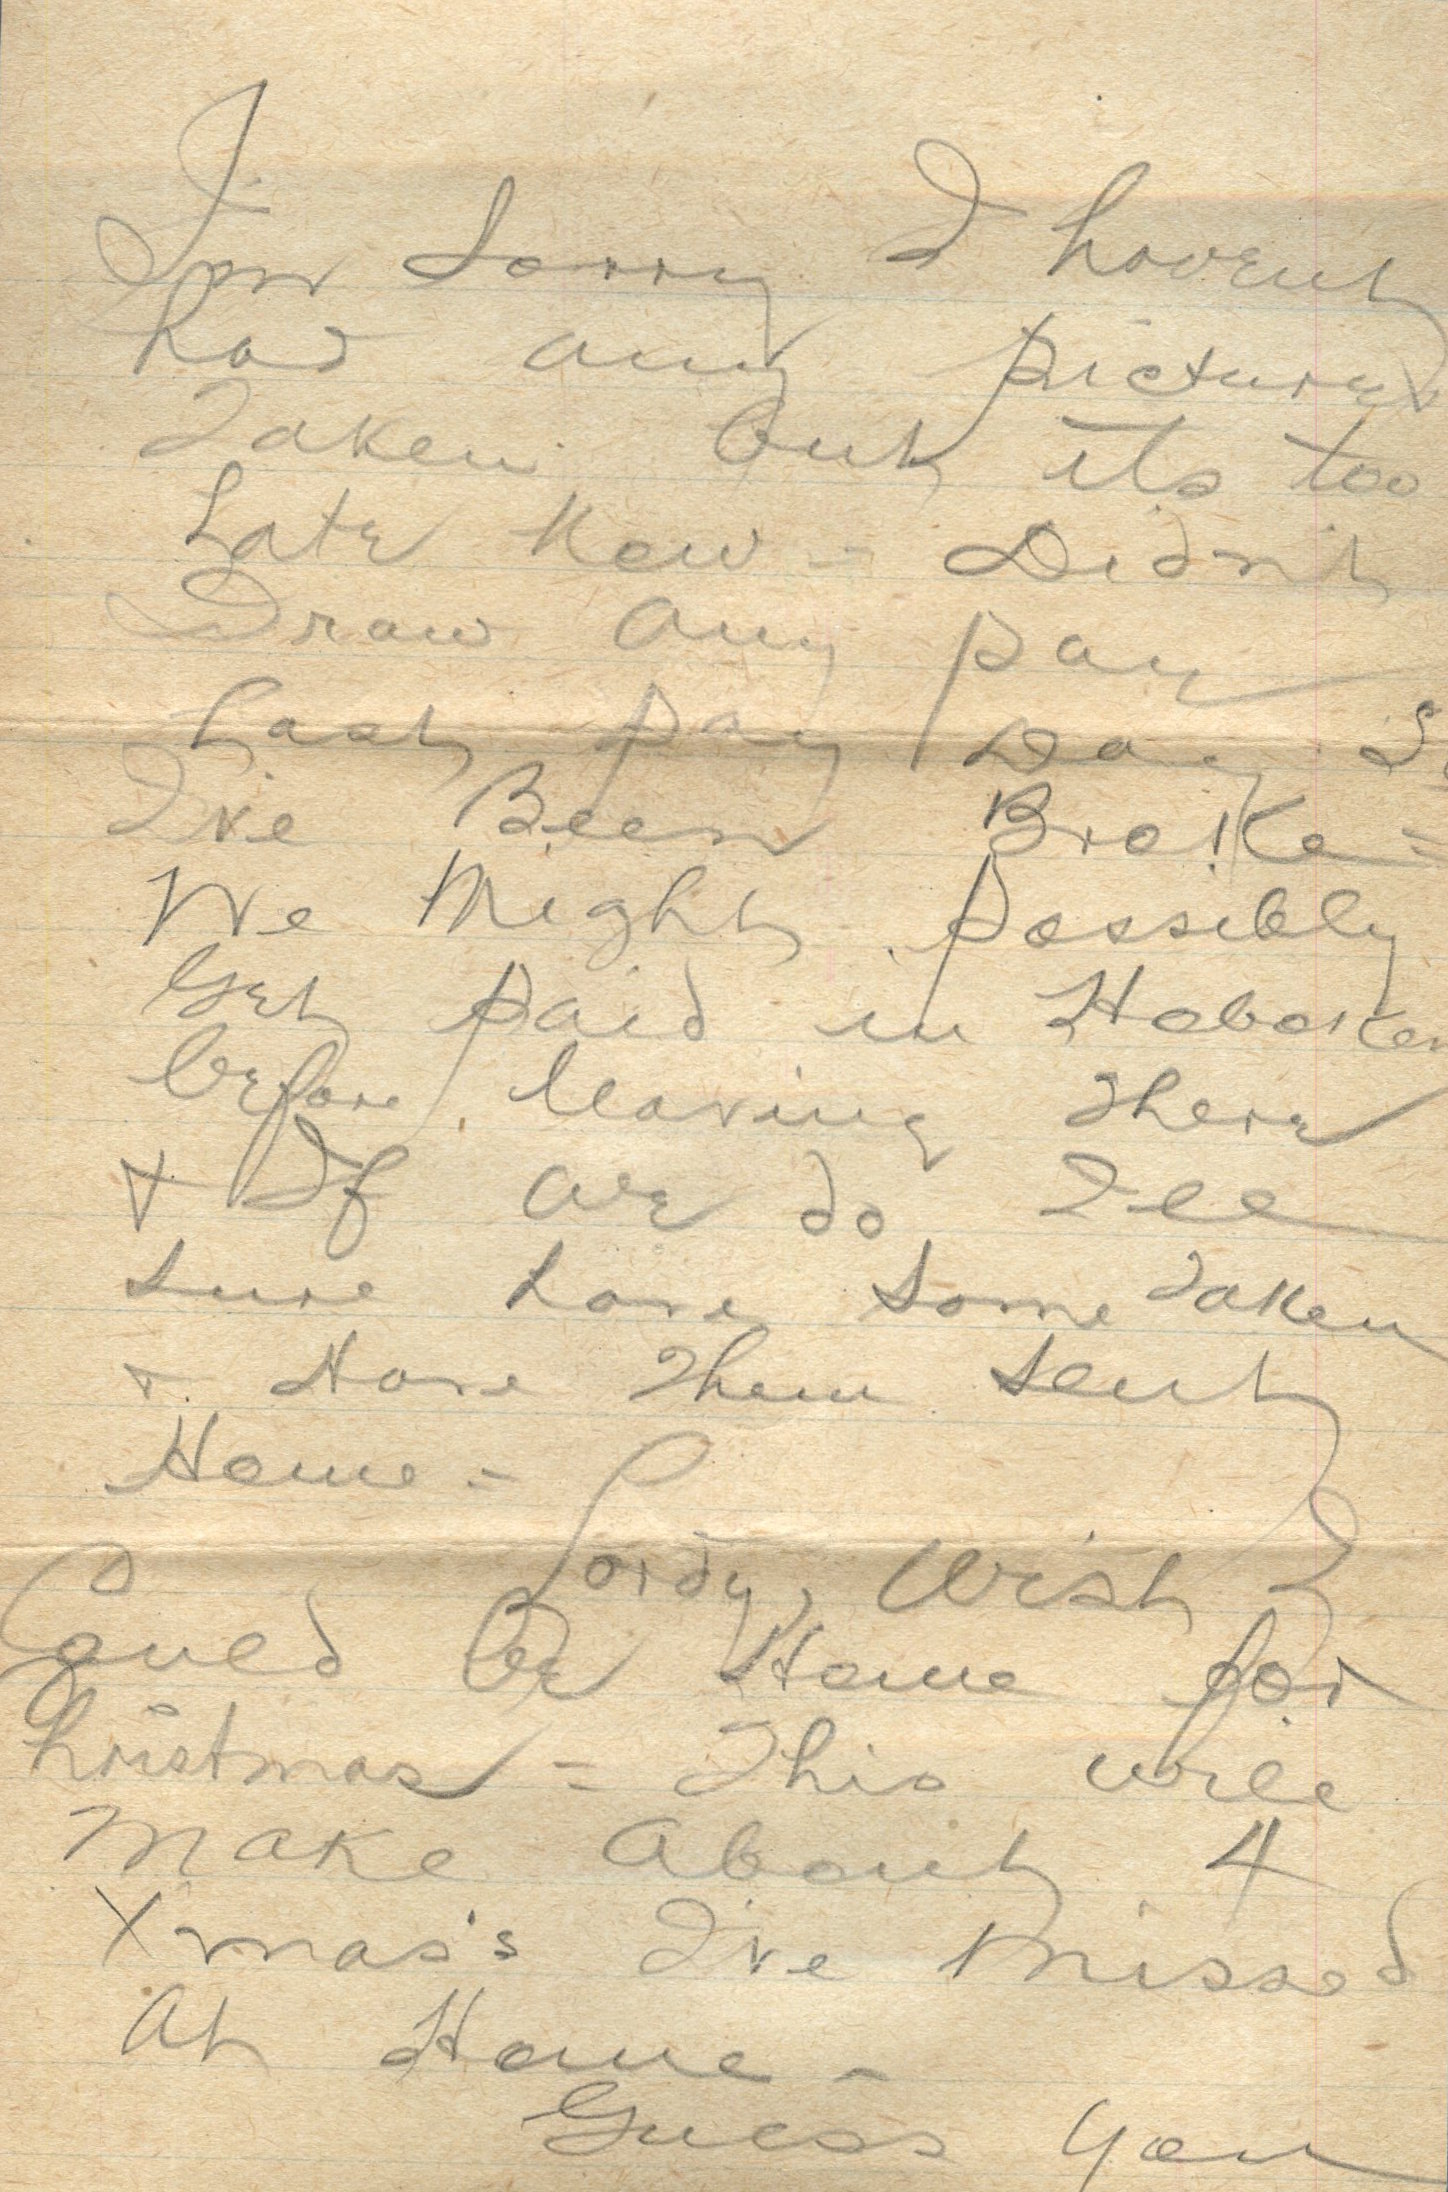 I'm Sorry I havent
had any pictures
Taken but its too
Late Now - Didn't
Draw any pay
Last pay Day So
I've Been Broke -
We Might possibly
Get paid in Hoboken
before leaving There
& If we do Ill
Sure have Some Taken
& Have Them Sent
Home -
Lordy, Wish I
Could Be Home for
Christmas - This will
Make About 4
Xmas's I've Missed
At Home -
Guess you